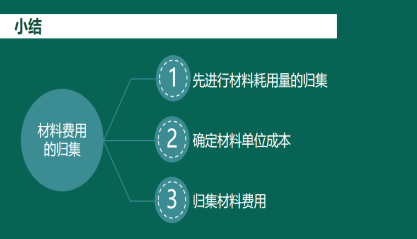 小结
材料费用
的归集
1 先进行材料耗用量的归集
2 确定材料单位成本
3 归集材料费用